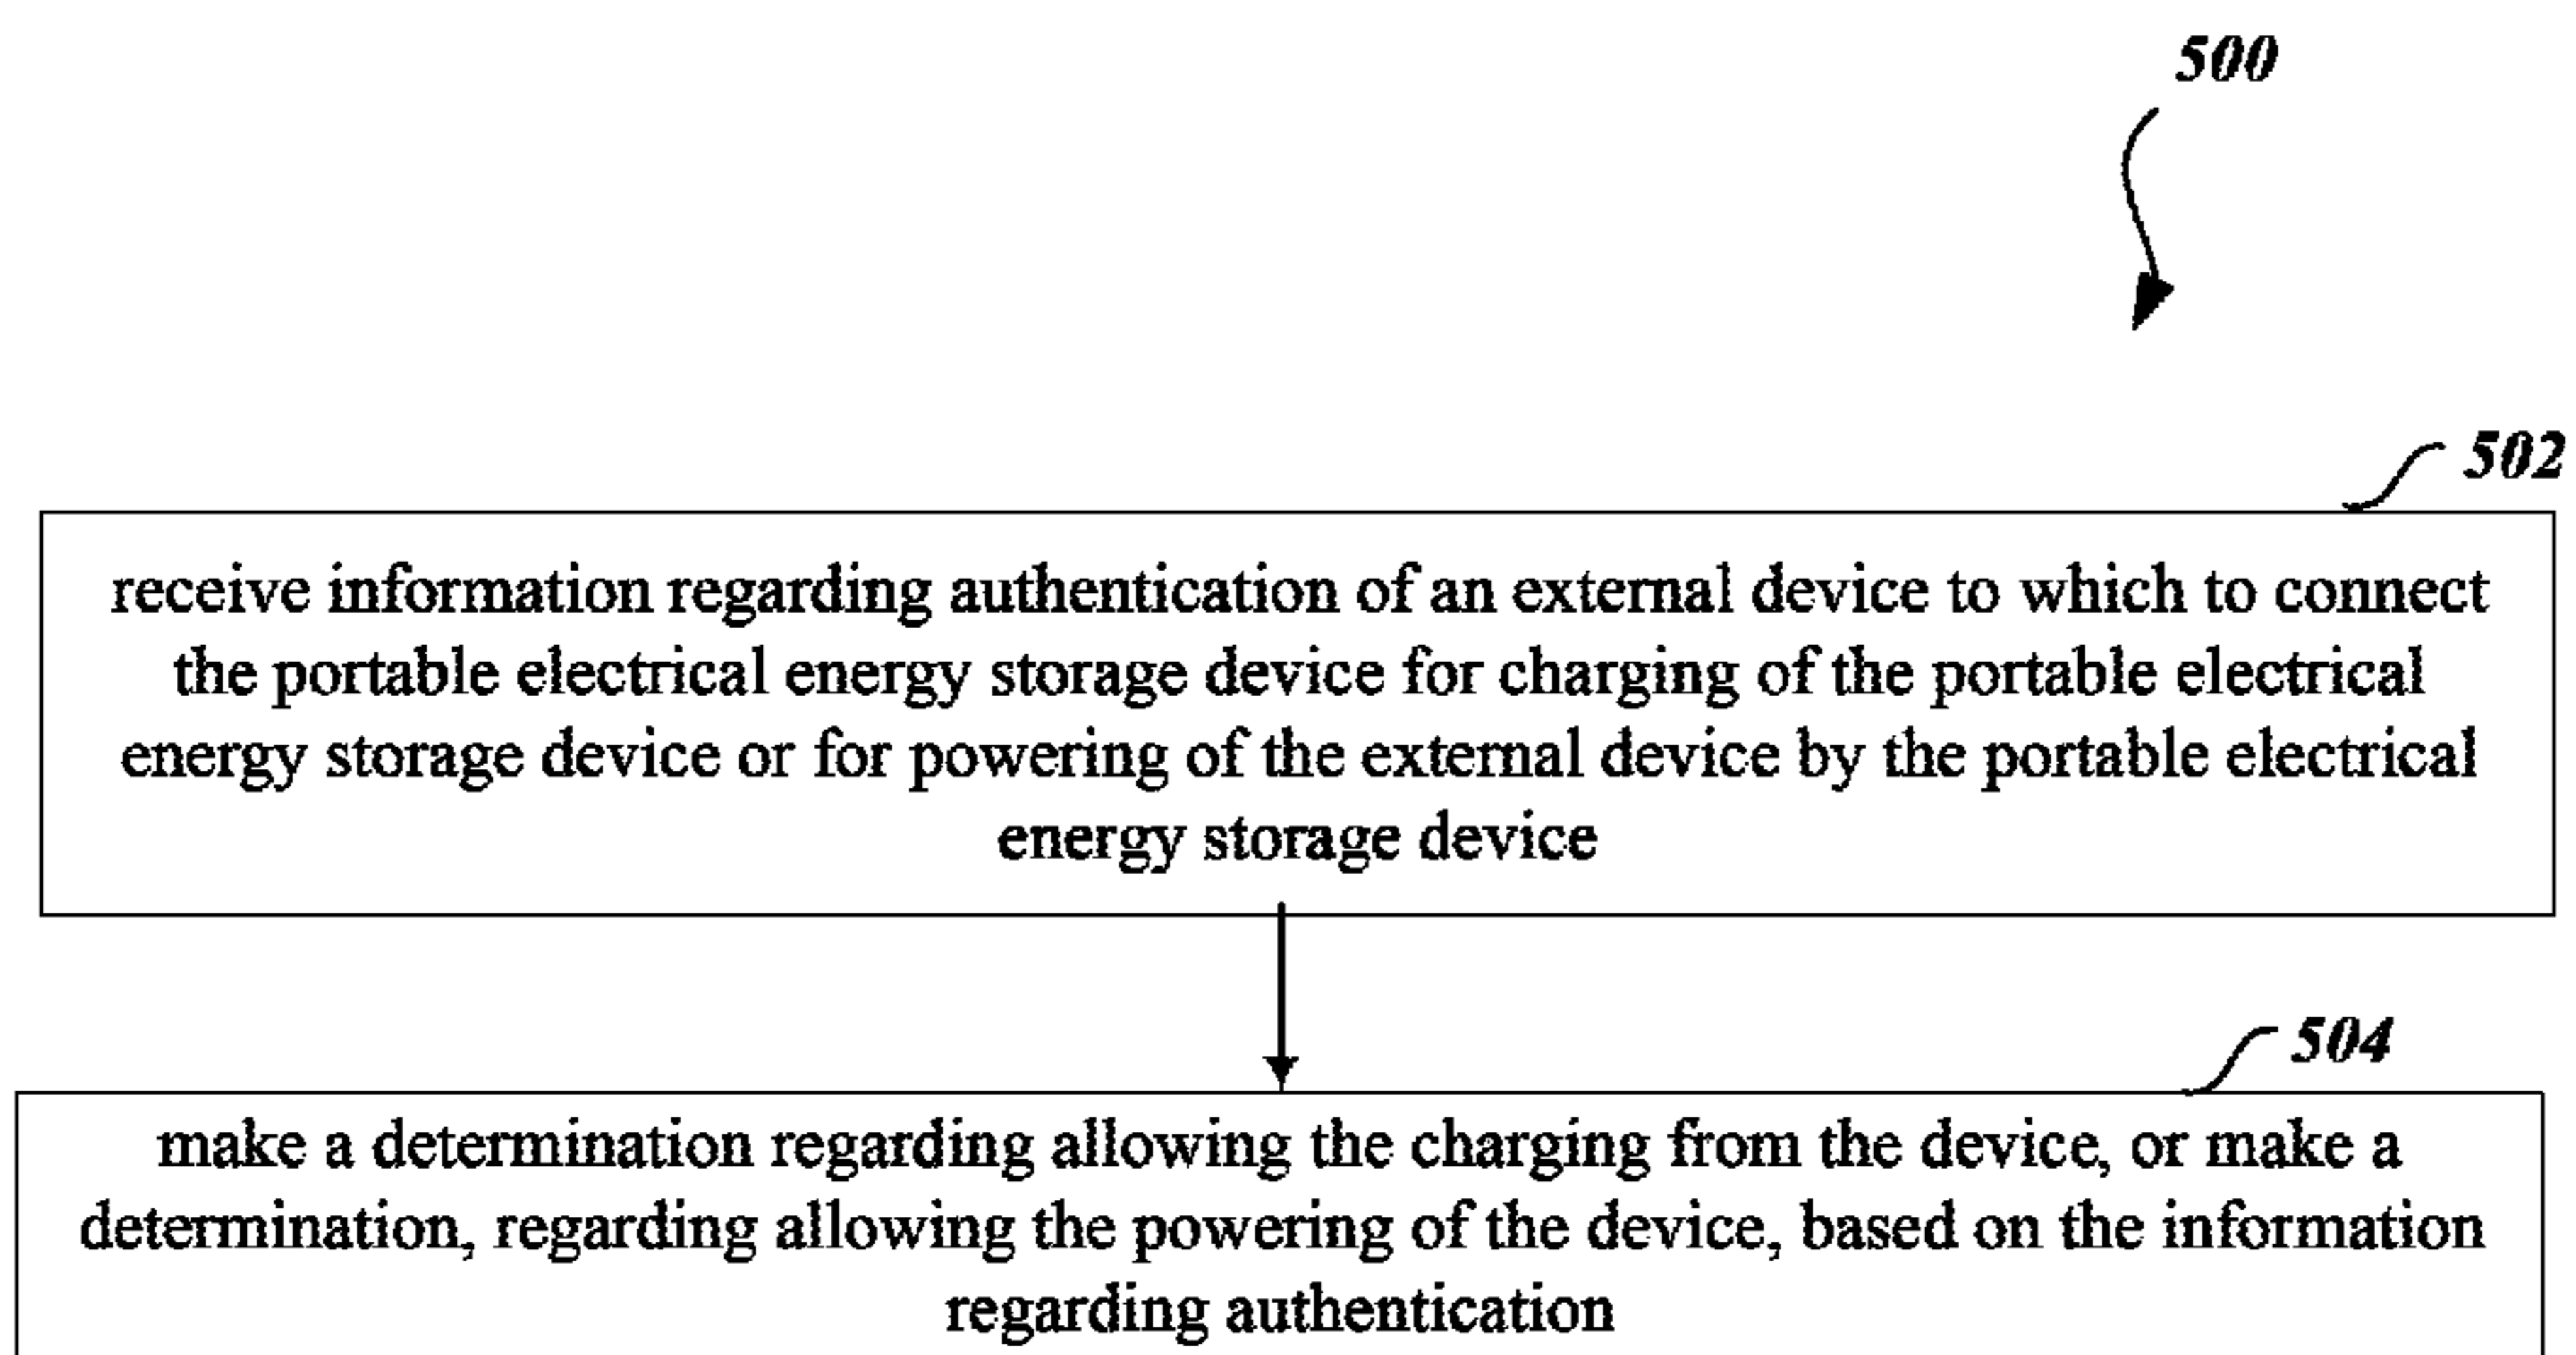 500
502
receive information regarding authentication of an external device to which to connect
the portable electrical energy storage device for charging of the portable electrical
energy storage device or for powering of the external device by the portable electrical
energy storage device
504
make a determination regarding allowing the charging from the device, or make a
determination, regarding allowing the powering of the device, based on the information
regarding authentication